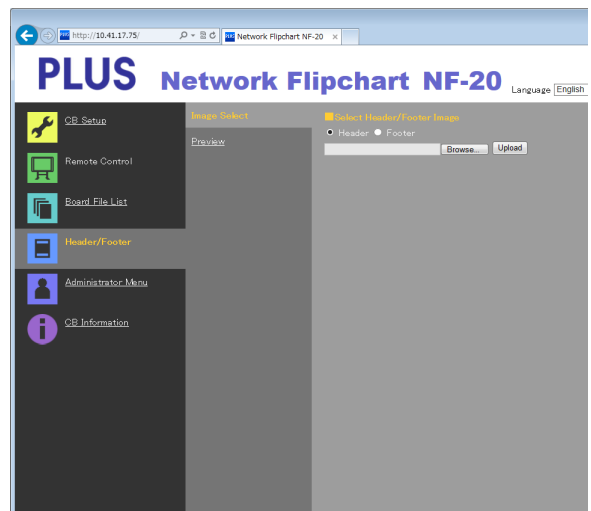 http://10.41.17.75/
PLUS Network Flipchart NF-20 ×
PLUS Network Flipchart NF-20
Language English
CB Setup
Remote Control
Board File List
Header/Footer
Administrator Menu
CB Information
Image Select
Preview
Select Header/Footer Image
Header Footer
Browse... Upload